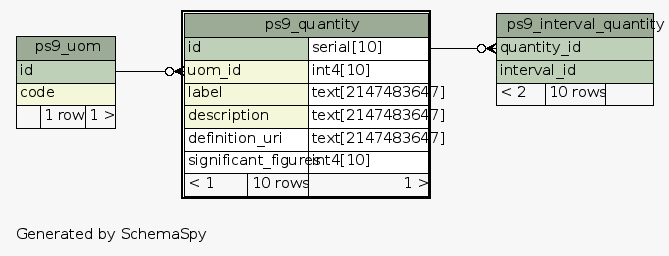 ps9_uom
id
code
1 row 1 >
ps9_quantity
id serial[10]
uom_id int4[10]
label text[2147483647]
description text[2147483647]
definition_uri text[2147483647]
significant_figures int4[10]
< 1 10 rows 1 >
ps9_interval_quantity
quantity_id
interval_id
< 2 10 rows
Generated by SchemaSpy